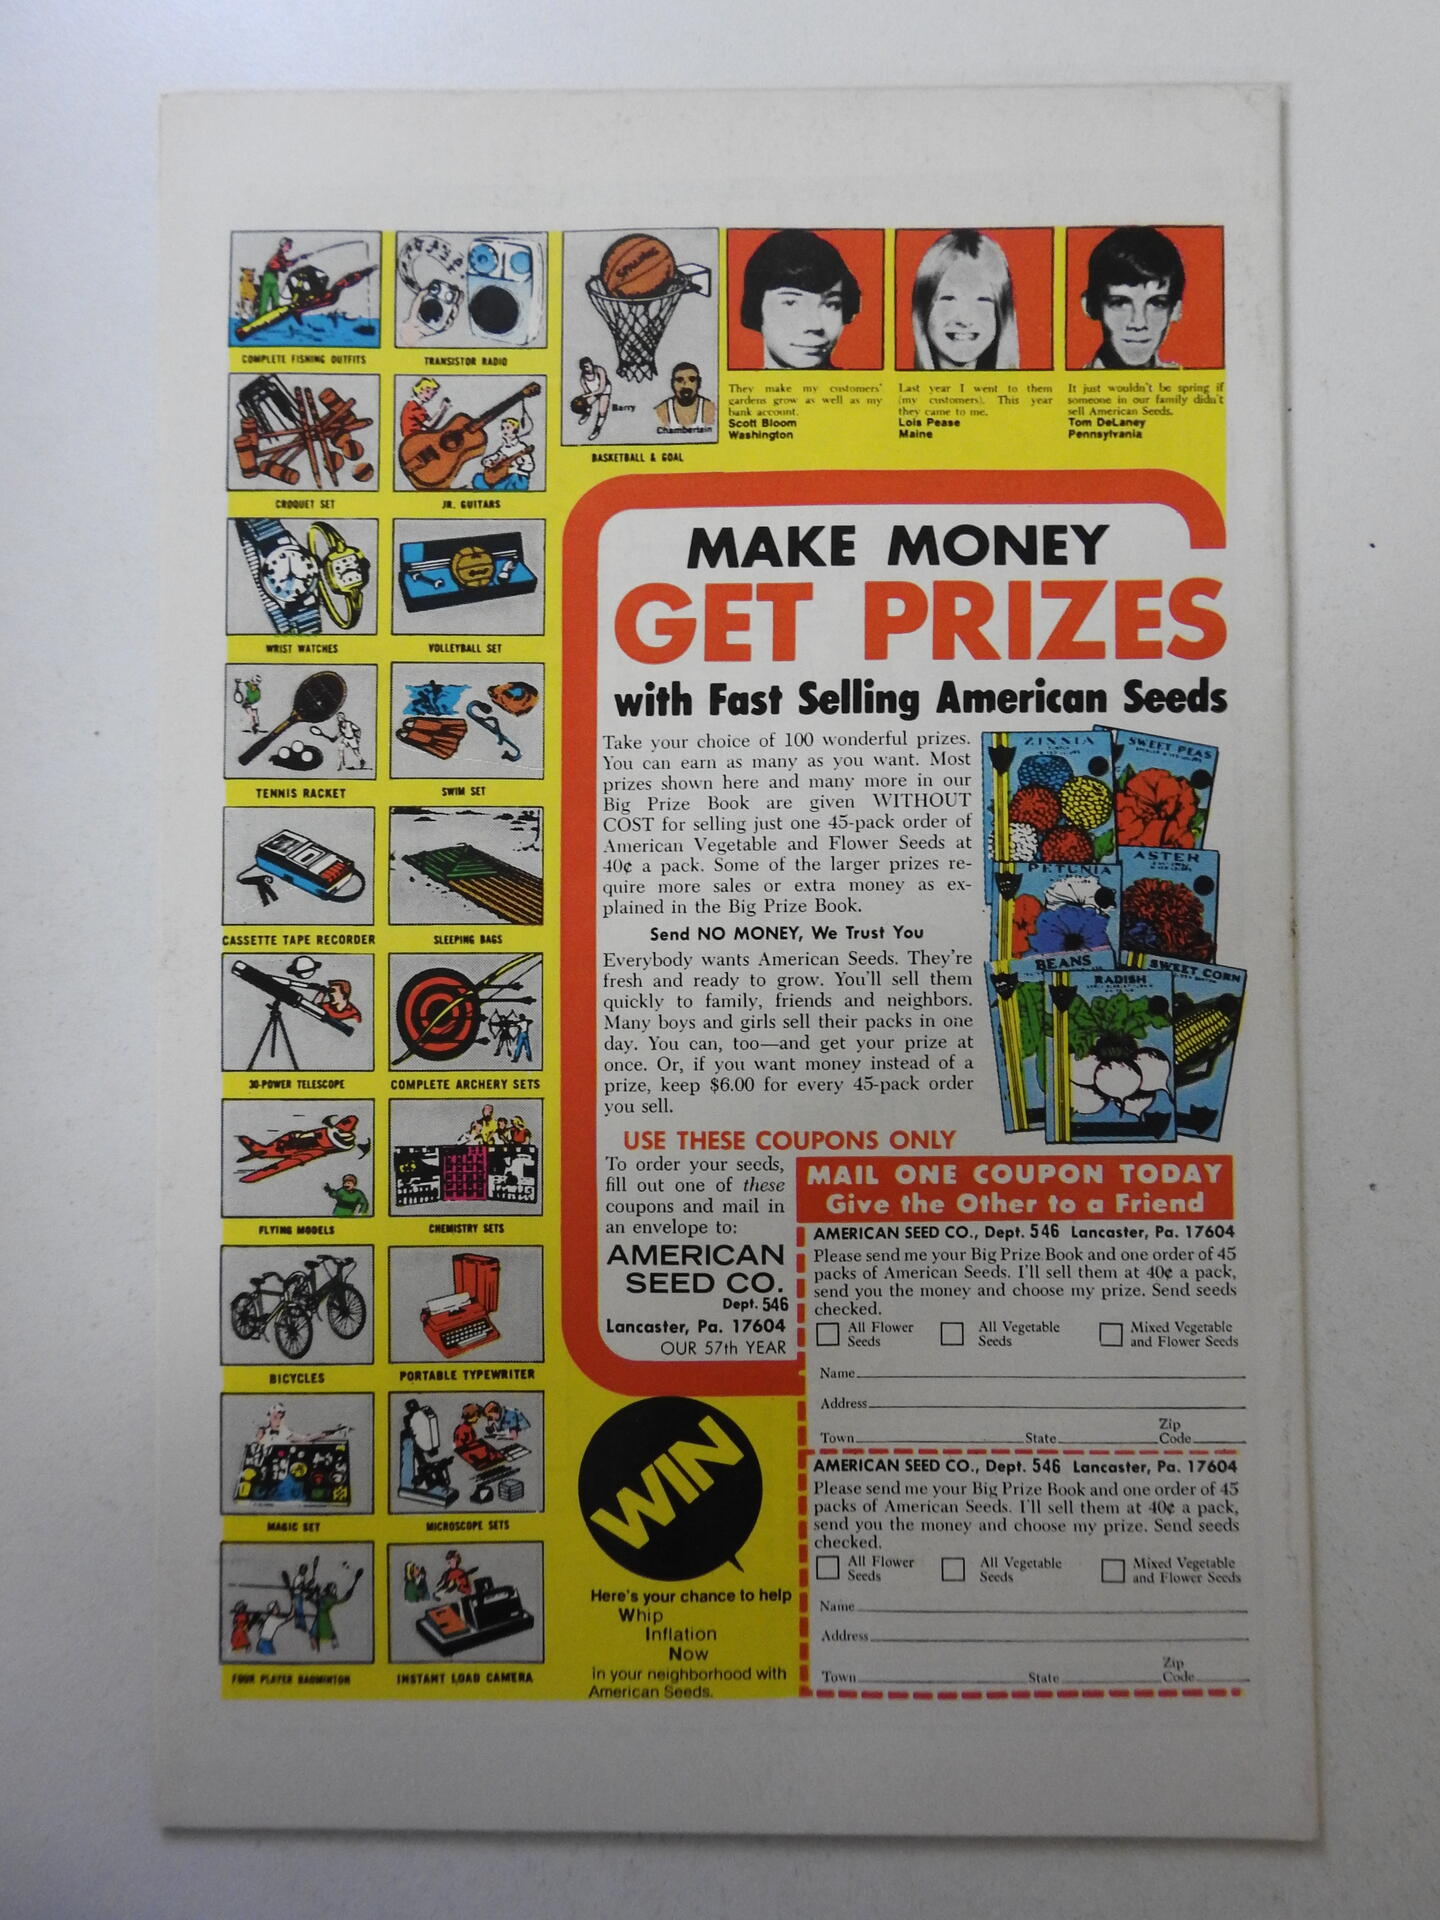 COMPLETE FISHING OUTFITS
TRANSISTOR RADIO
CROQUET SET
JR. GUITARS
WRIST WATCHES
VOLLEYBALL SET
TENNIS RACKET
SWIM SET
CASSETTE TAPE RECORDER
SLEEPING BAGS
30-POWER TELESCOPE
COMPLETE ARCHERY SETS
FLYING MODELS
CHEMISTRY SETS
BICYCLES
PORTABLE TYPEWRITER
MAGIC SET
MICROSCOPE SETS
FOUR PLAYER BADMINTON
INSTANT LOAD CAMERA
SPALDING
Barry
Chamberlain
BASKETBALL & GOAL
They make my customers'
gardens grow as well as my
bank account.
Scott Bloom
Washington
Last year I went to them
(my customers). This year
they came to me.
Lois Pease
Maine
It just wouldn't be spring if
someone in our family didn't
sell American Seeds.
Tom DeLaney
Pennsylvania
MAKE MONEY
GET PRIZES
with Fast Selling American Seeds
Take your choice of 100 wonderful prizes.
You can earn as many as you want. Most
prizes shown here and many more in our
Big Prize Book are given WITHOUT
COST for selling just one 45-pack order of
American Vegetable and Flower Seeds at
40¢ a pack. Some of the larger prizes re-
quire more sales or extra money as ex-
plained in the Big Prize Book.
Send NO MONEY, We Trust You
Everybody wants American Seeds. They're
fresh and ready to grow. You'll sell them
quickly to family, friends and neighbors.
Many boys and girls sell their packs in one
day. You can, too—and get your prize at
once. Or, if you want money instead of a
prize, keep $6.00 for every 45-pack order
you sell.
ZINNIA
SWEET PEAS
PETUNIA
ASTER
BEANS
RADISH
SWEET CORN
USE THESE COUPONS ONLY
To order your seeds,
fill out one of these
coupons and mail in
an envelope to:
AMERICAN
SEED CO.
Dept. 546
Lancaster, Pa. 17604
OUR 57th YEAR
WIN
Here's your chance to help
Whip
Inflation
Now
in your neighborhood with
American Seeds.
MAIL ONE COUPON TODAY
Give the Other to a Friend
AMERICAN SEED CO., Dept. 546 Lancaster, Pa. 17604
Please send me your Big Prize Book and one order of 45
packs of American Seeds. I'll sell them at 40¢ a pack,
send you the money and choose my prize. Send seeds
checked.
All Flower Seeds
All Vegetable Seeds
Mixed Vegetable and Flower Seeds
Name
Address
Town State Zip Code
AMERICAN SEED CO., Dept. 546 Lancaster, Pa. 17604
Please send me your Big Prize Book and one order of 45
packs of American Seeds. I'll sell them at 40¢ a pack,
send you the money and choose my prize. Send seeds
checked.
All Flower Seeds
All Vegetable Seeds
Mixed Vegetable and Flower Seeds
Name
Address
Town State Zip Code